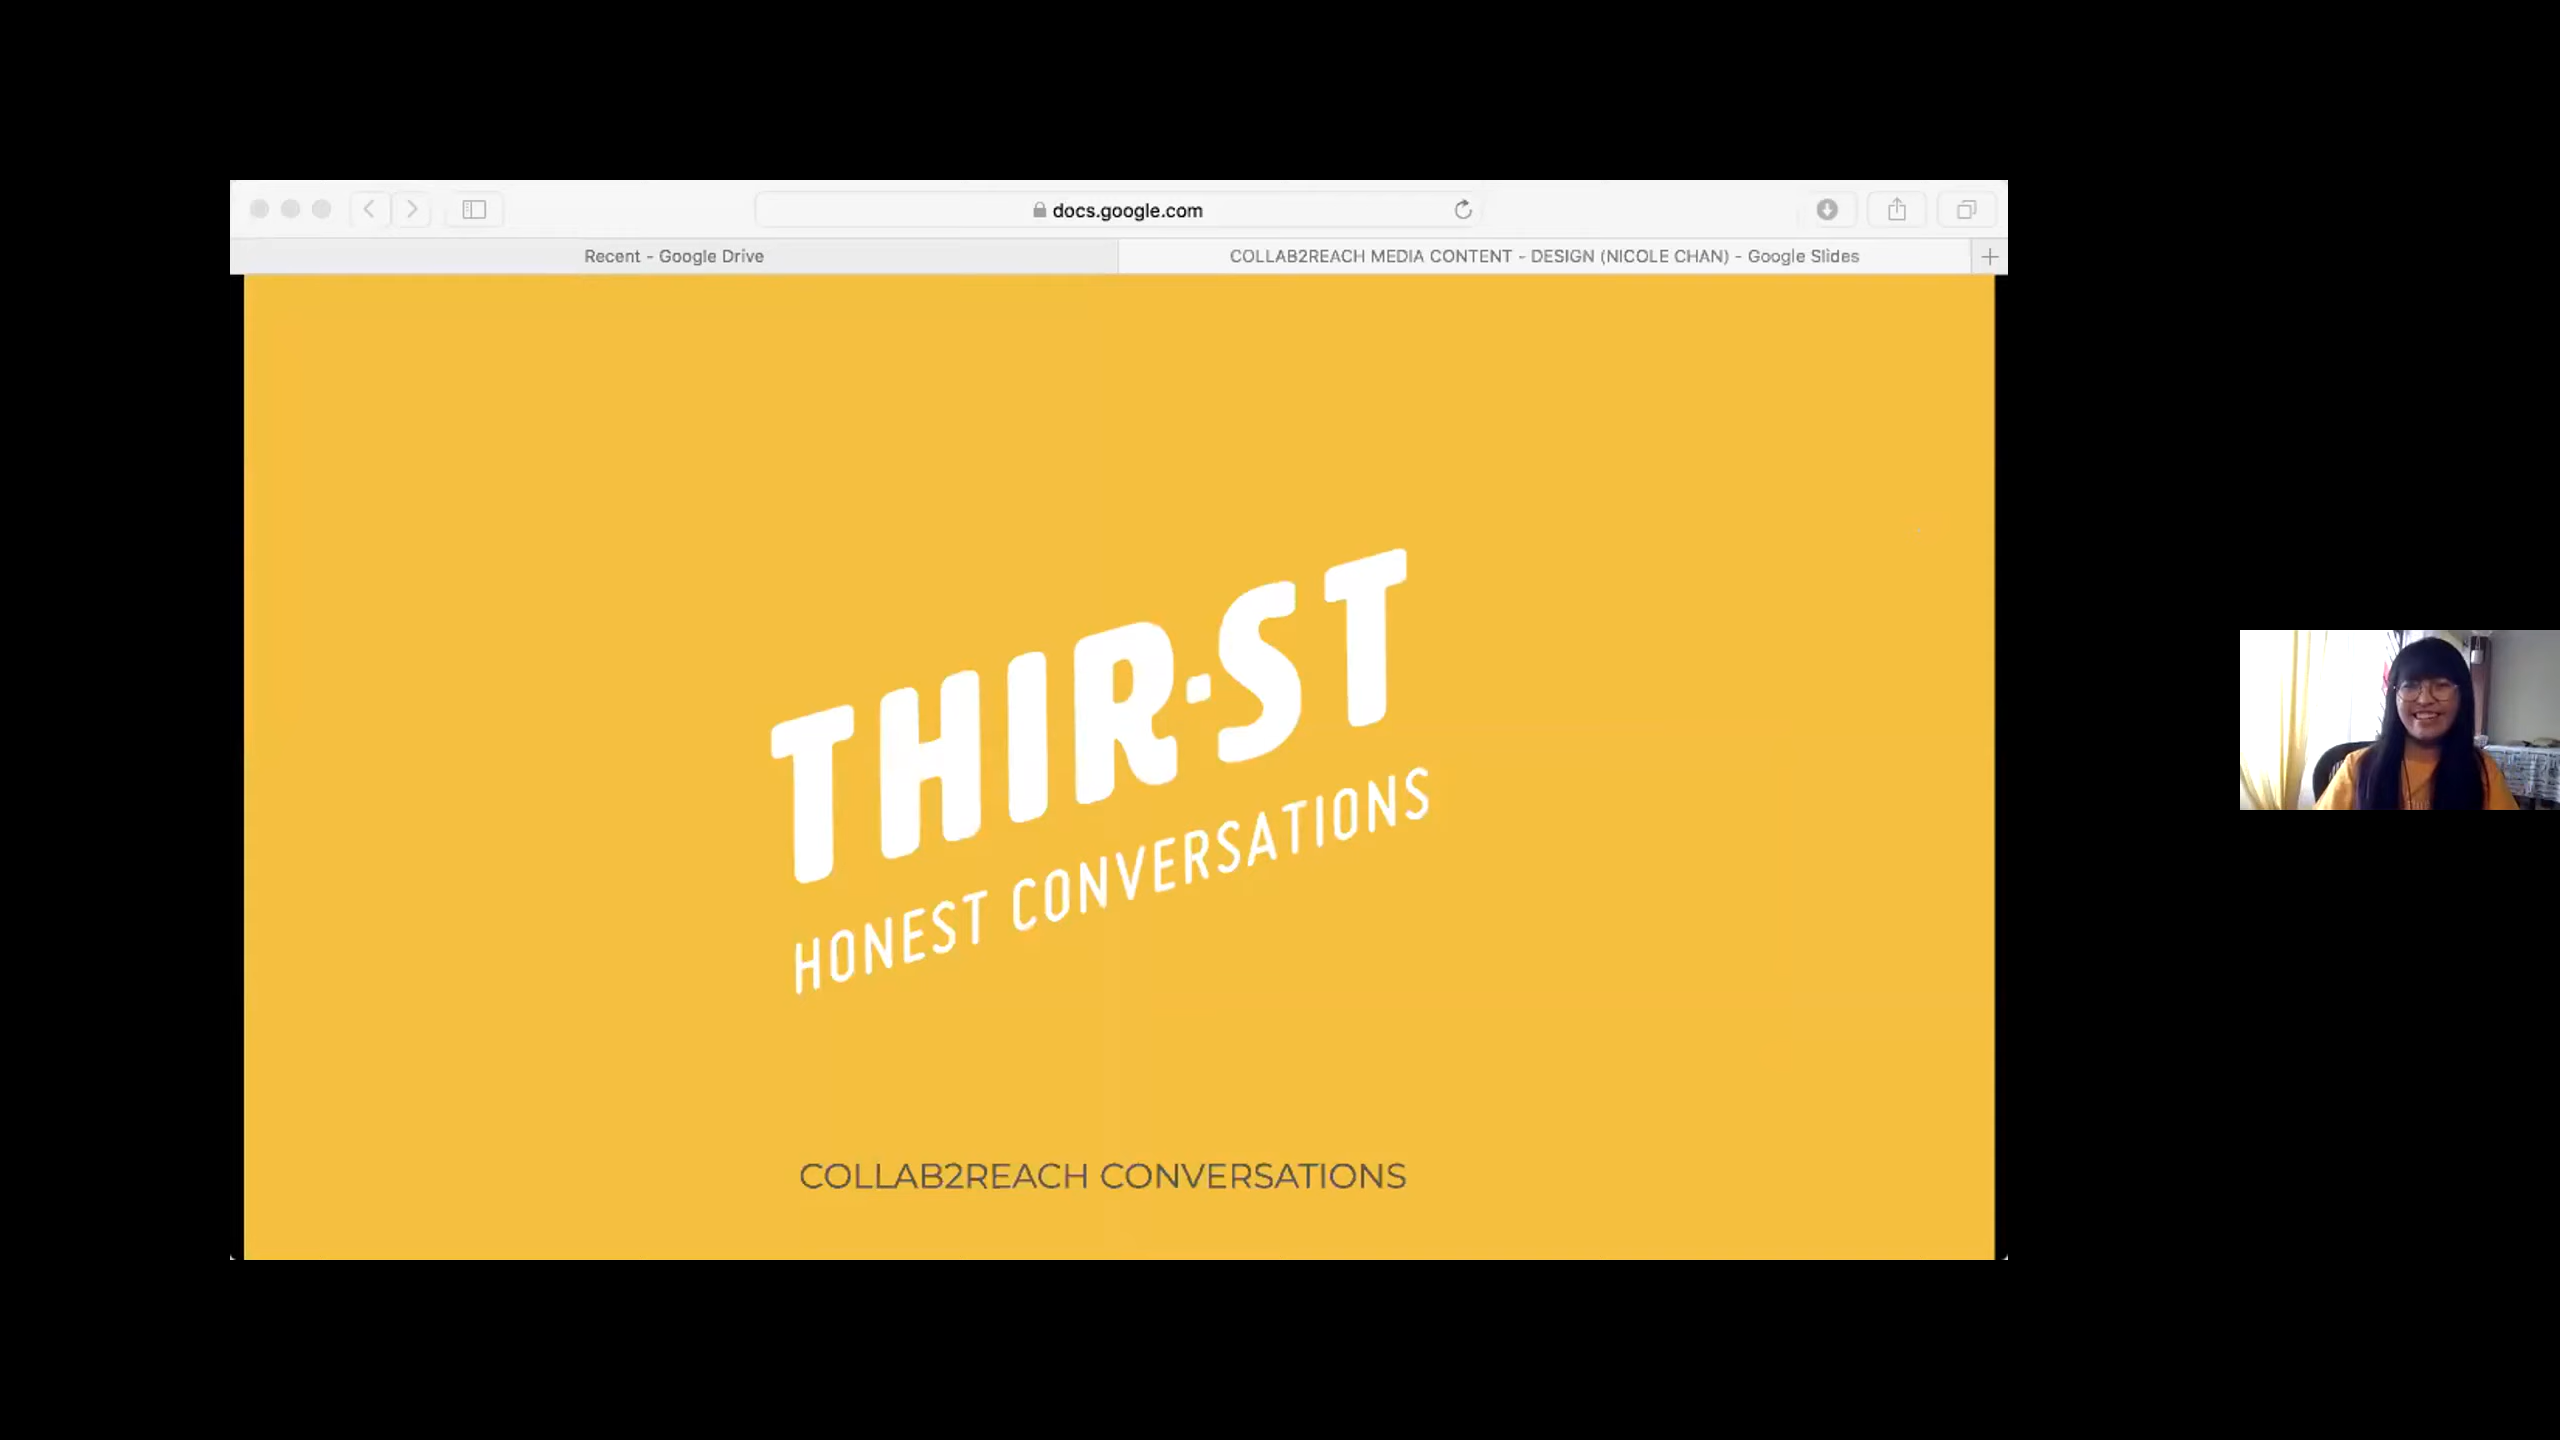 docs.google.com
Recent - Google Drive
COLLAB2REACH MEDIA CONTENT - DESIGN (NICOLE CHAN) - Google Slides
THIR·ST
HONEST CONVERSATIONS
COLLAB2REACH CONVERSATIONS